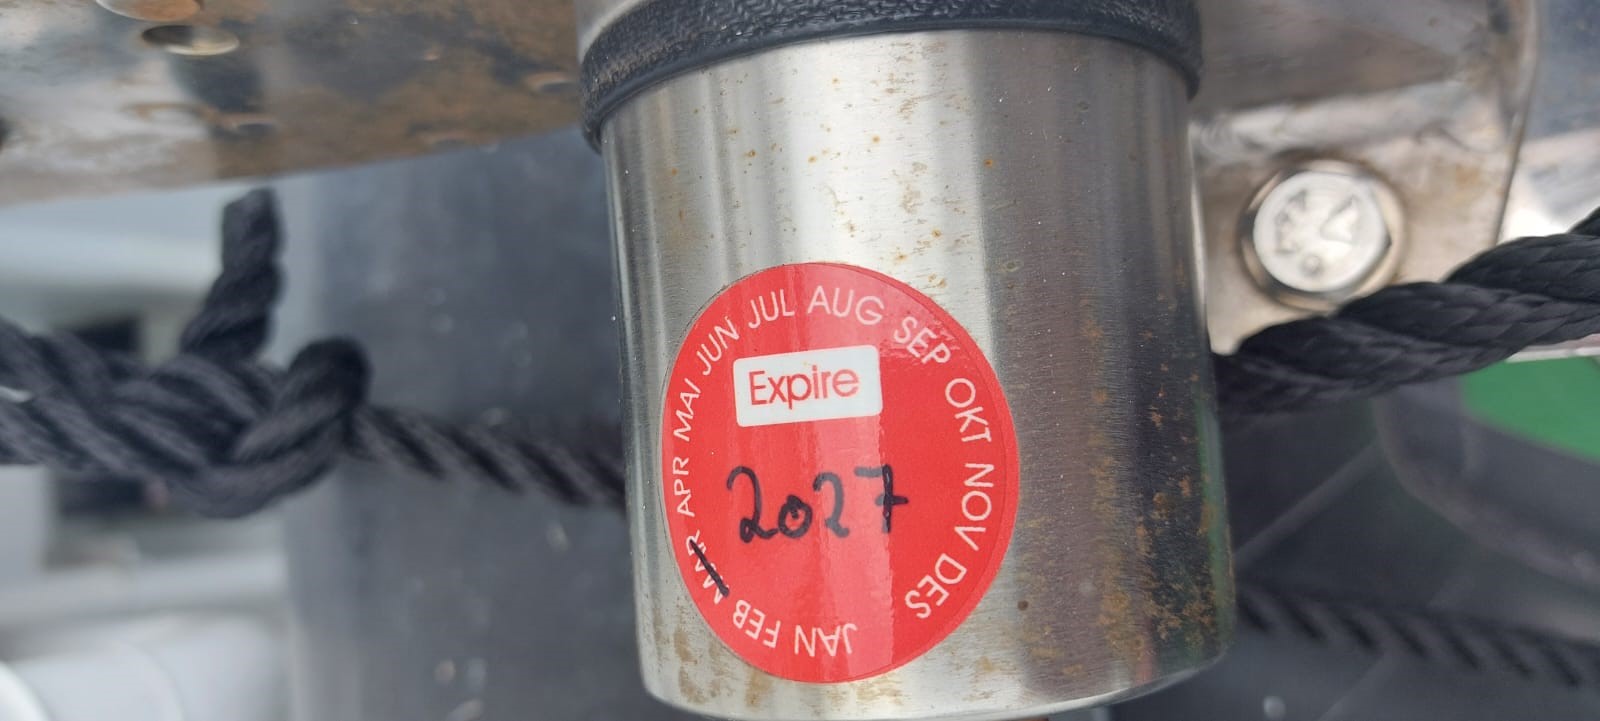 JAN FEB MAR APR MAI JUN JUL AUG SEP OKT NOV DES
Expire
2027